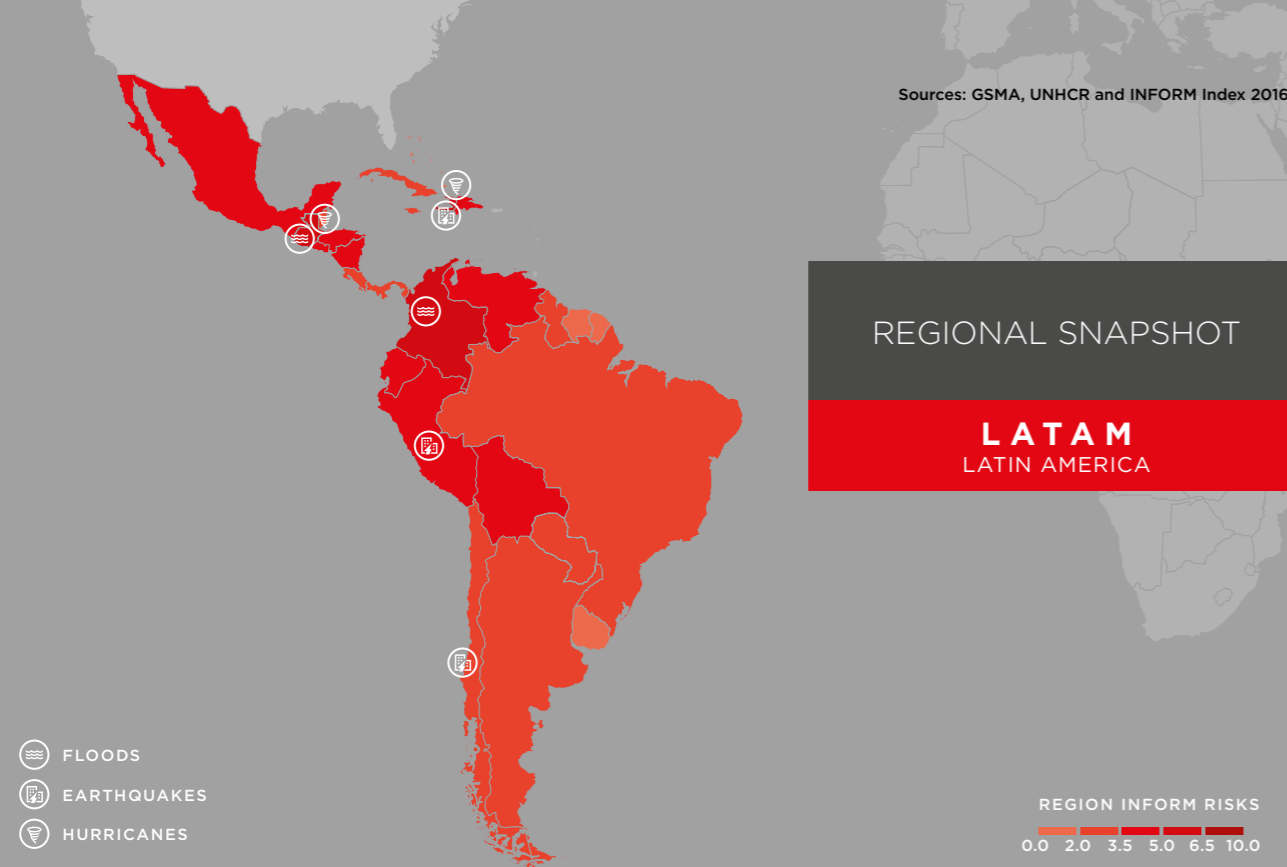 Sources: GSMA, UNHCR and INFORM Index 2016
REGIONAL SNAPSHOT
LATAM
LATIN AMERICA
FLOODS
EARTHQUAKES
HURRICANES
REGION INFORM RISKS
0.0 2.0 3.5 5.0 6.5 10.0